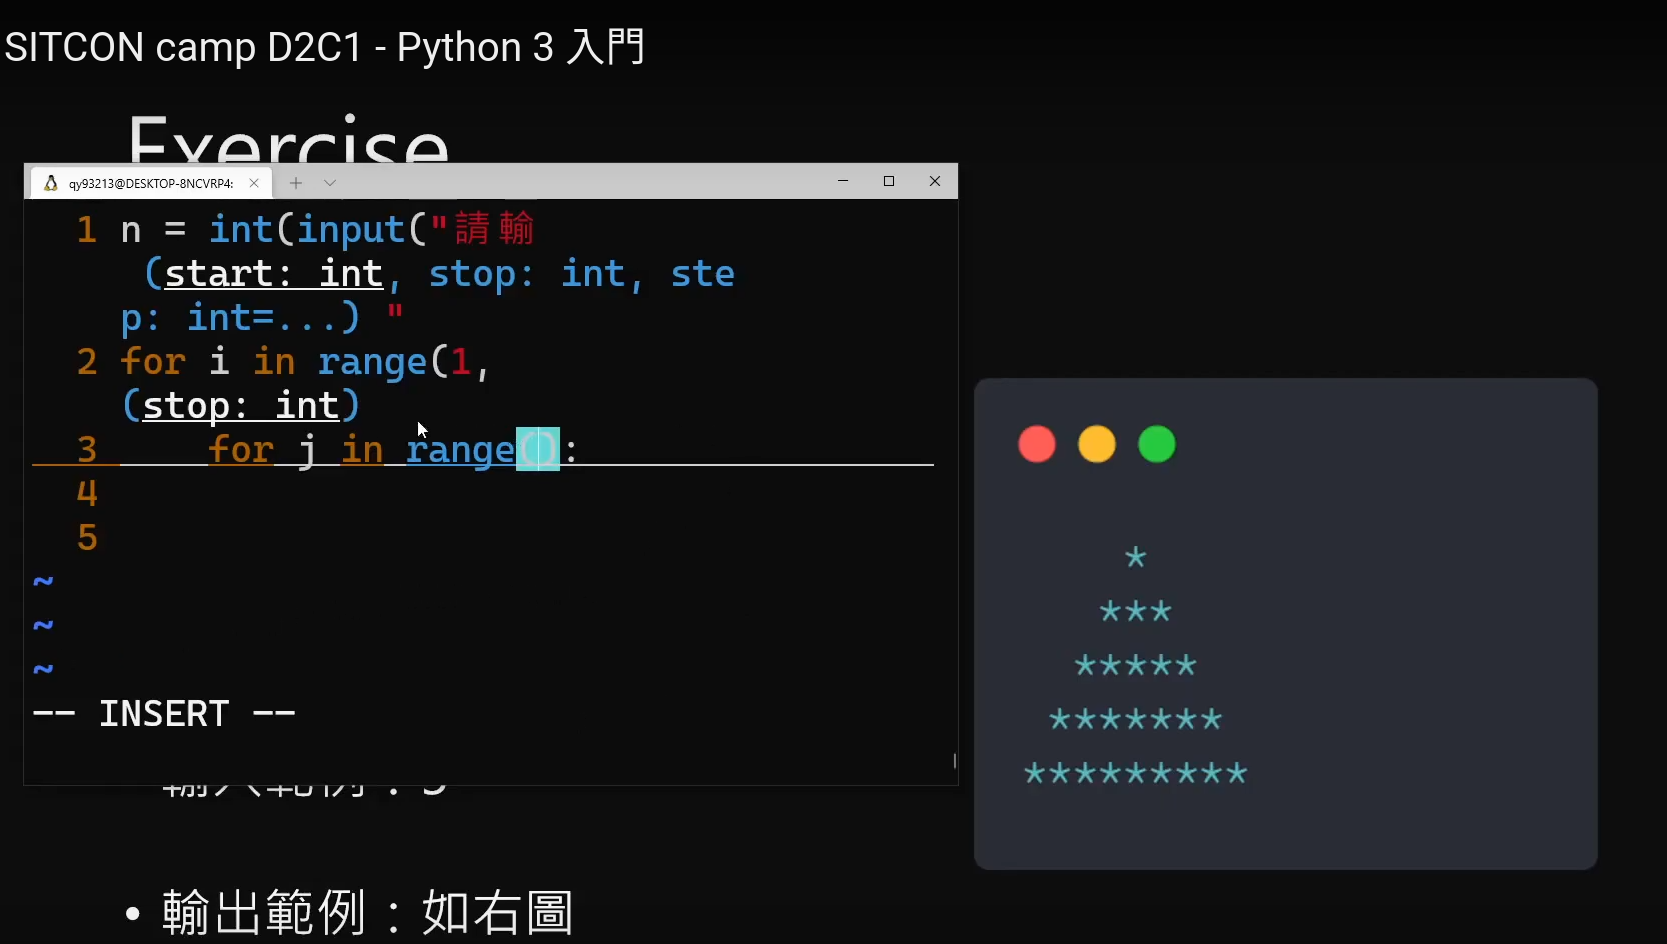 SITCON camp D2C1 - Python 3 入門
Exercise
qy93213@DESKTOP-8NCVRP4:
1 n = int(input("請輸
(start: int, stop: int, ste
p: int=...) "
2 for i in range(1,
(stop: int)
3 for j in range():
4
5
~
~
~
-- INSERT --
*
***
*****
*******
*********
• 輸出範例：如右圖